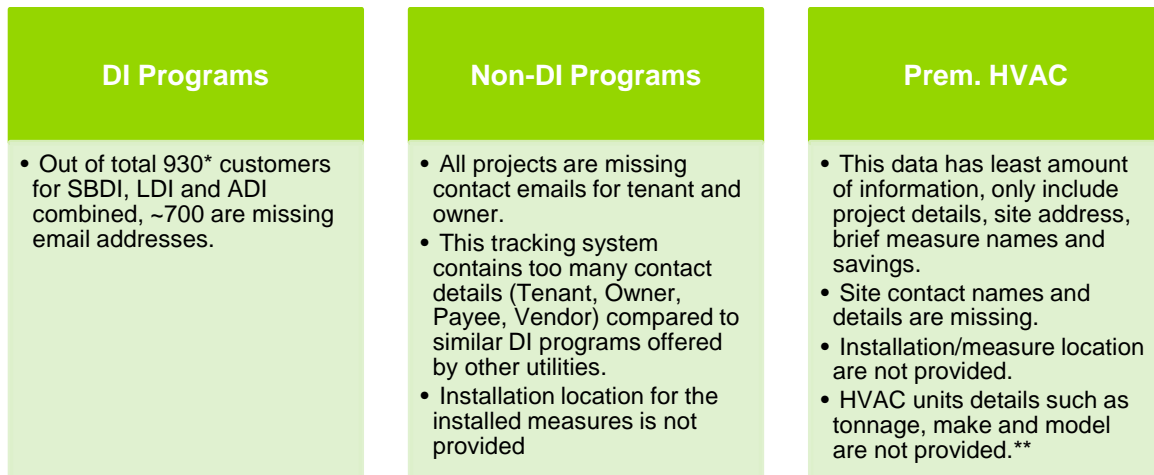 DI Programs
• Out of total 930* customers
for SBDI, LDI and ADI
combined, ~700 are missing
email addresses.
Non-DI Programs
• All projects are missing
contact emails for tenant and
owner.
• This tracking system
contains too many contact
details (Tenant, Owner,
Payee, Vendor) compared to
similar DI programs offered
by other utilities.
• Installation location for the
installed measures is not
provided
Prem. HVAC
• This data has least amount
of information, only include
project details, site address,
brief measure names and
savings.
• Site contact names and
details are missing.
• Installation/measure location
are not provided.
• HVAC units details such as
tonnage, make and model
are not provided.**